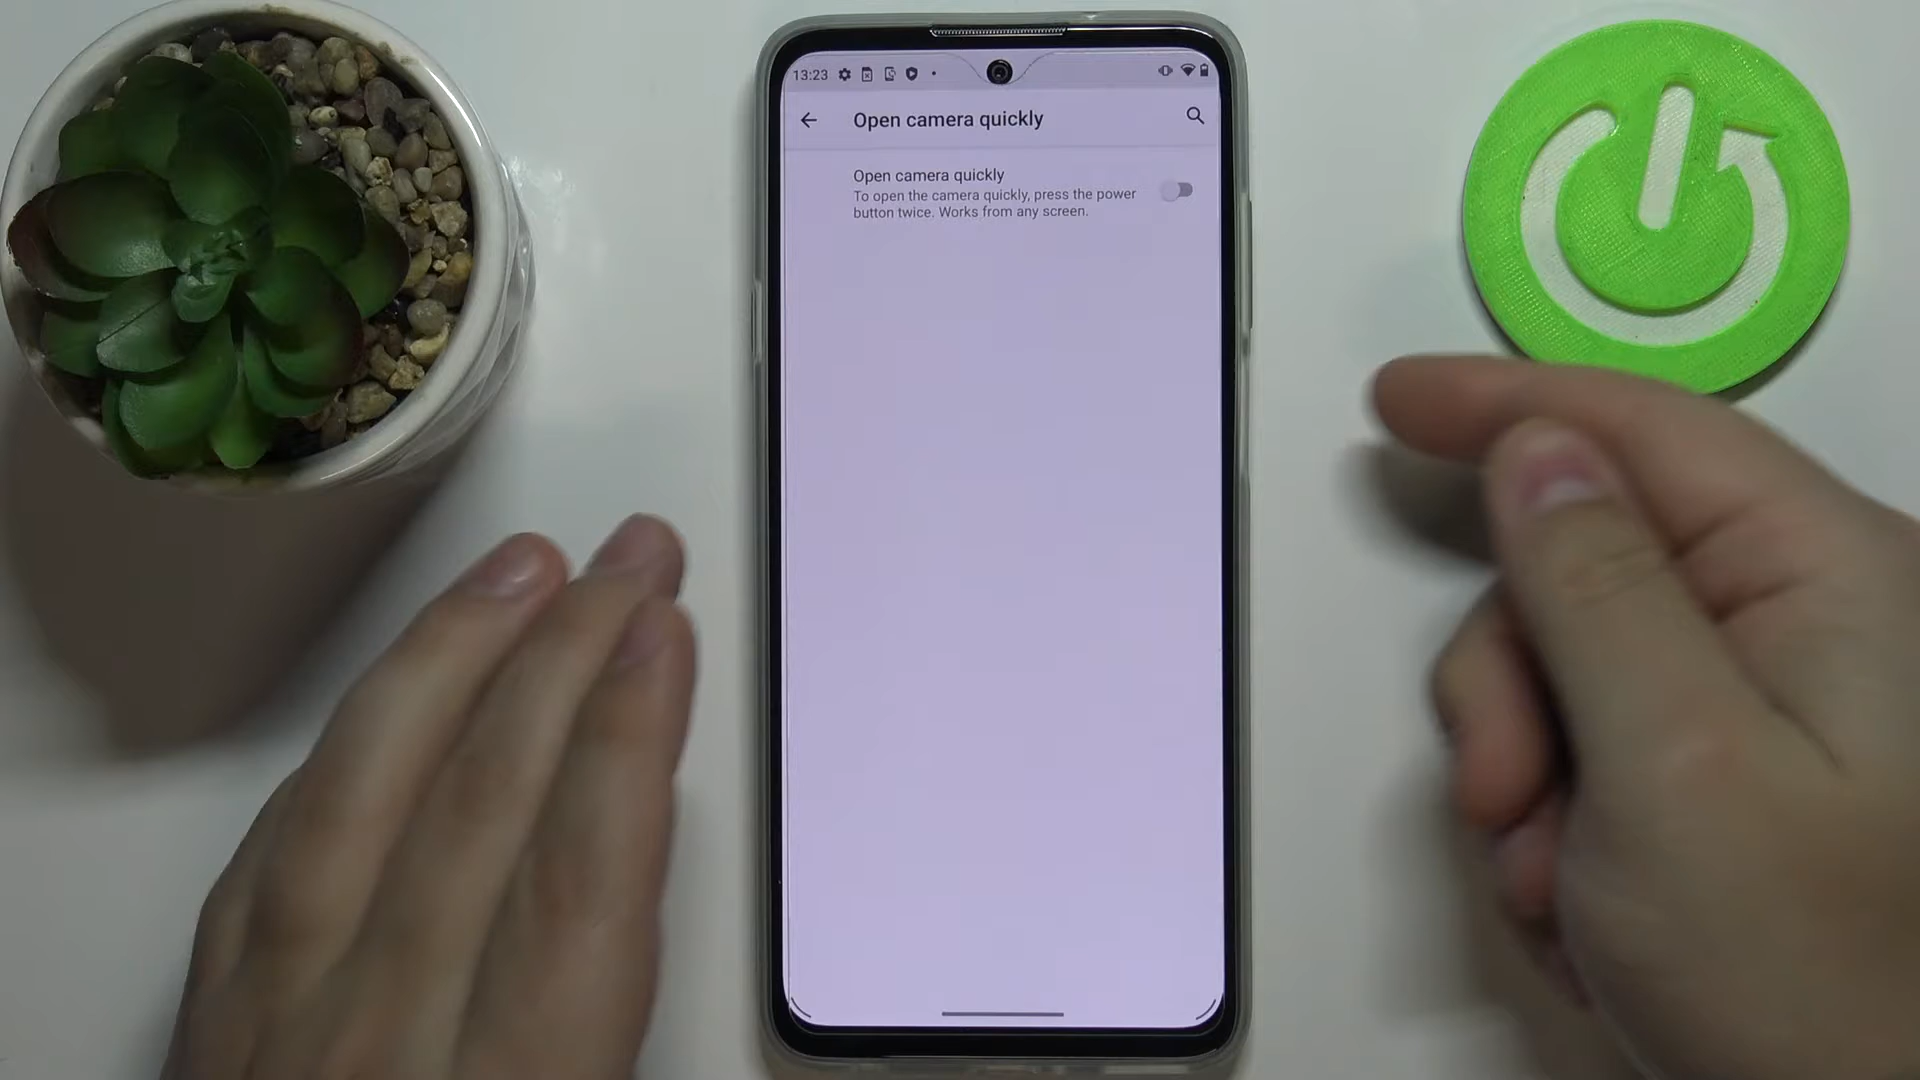 13:23
Open camera quickly
Open camera quickly
To open the camera quickly, press the power
button twice. Works from any screen.